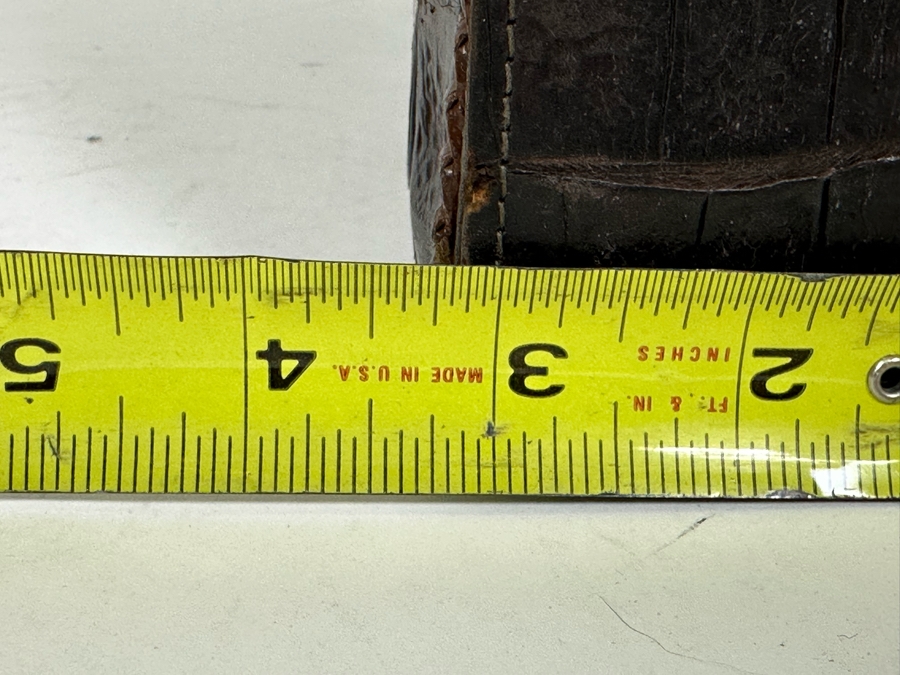 2 INCHES 3 MADE IN U.S.A. 4 5
FT. & IN.